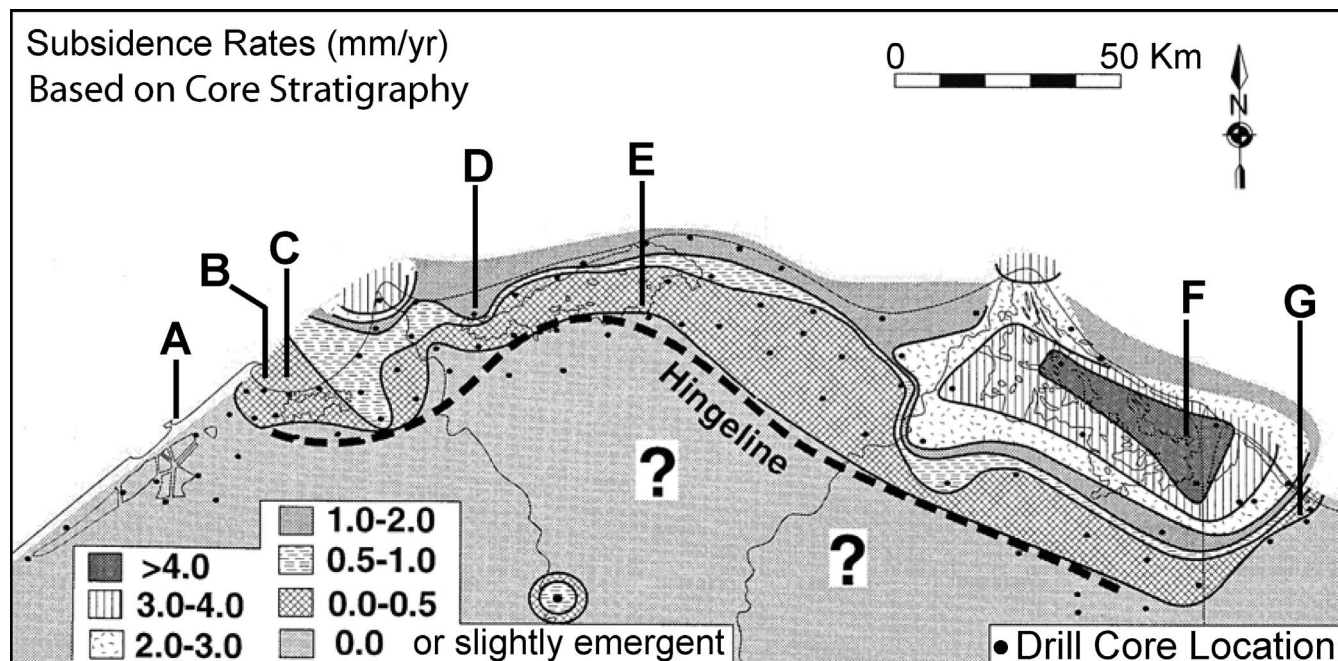 Subsidence Rates (mm/yr)
Based on Core Stratigraphy
0 50 Km
N
A
B
C
D
E
F
G
Hingeline
?
?
>4.0
3.0-4.0
2.0-3.0
1.0-2.0
0.5-1.0
0.0-0.5
0.0 or slightly emergent
Drill Core Location